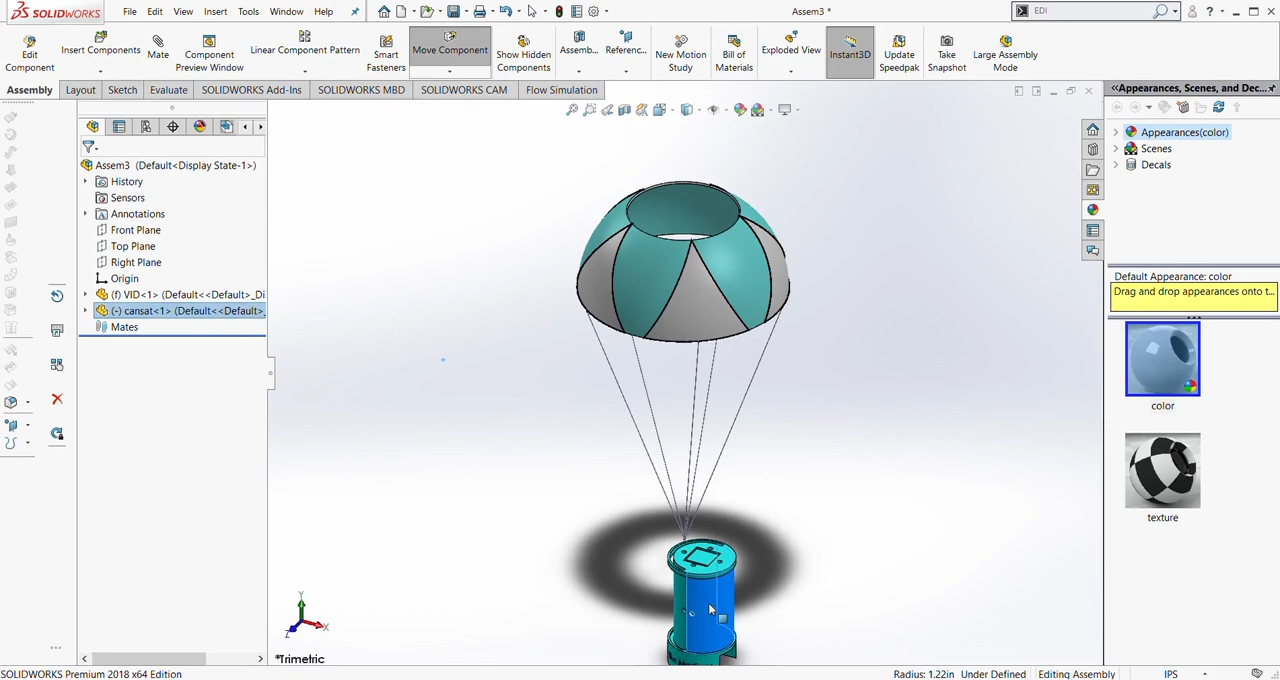 SOLIDWORKS File Edit View Insert Tools Window Help Assem3 * EDI
Edit Component
Insert Components
Mate
Component Preview Window
Linear Component Pattern
Smart Fasteners
Move Component
Show Hidden Components
Assemb...
Referenc...
New Motion Study
Bill of Materials
Exploded View
Instant3D
Update Speedpak
Take Snapshot
Large Assembly Mode
Assembly Layout Sketch Evaluate SOLIDWORKS Add-Ins SOLIDWORKS MBD SOLIDWORKS CAM Flow Simulation
Appearances, Scenes, and Dec...
Appearances(color)
Scenes
Decals
Assem3 (Default<Display State-1>)
History
Sensors
Annotations
Front Plane
Top Plane
Right Plane
Origin
(f) VID<1> (Default<<Default>_Di
(-) cansat<1> (Default<<Default>_
Mates
Default Appearance: color
Drag and drop appearances onto t...
color
texture
Y
X
Z
*Trimetric
SOLIDWORKS Premium 2018 x64 Edition Radius: 1.22in Under Defined Editing Assembly IPS